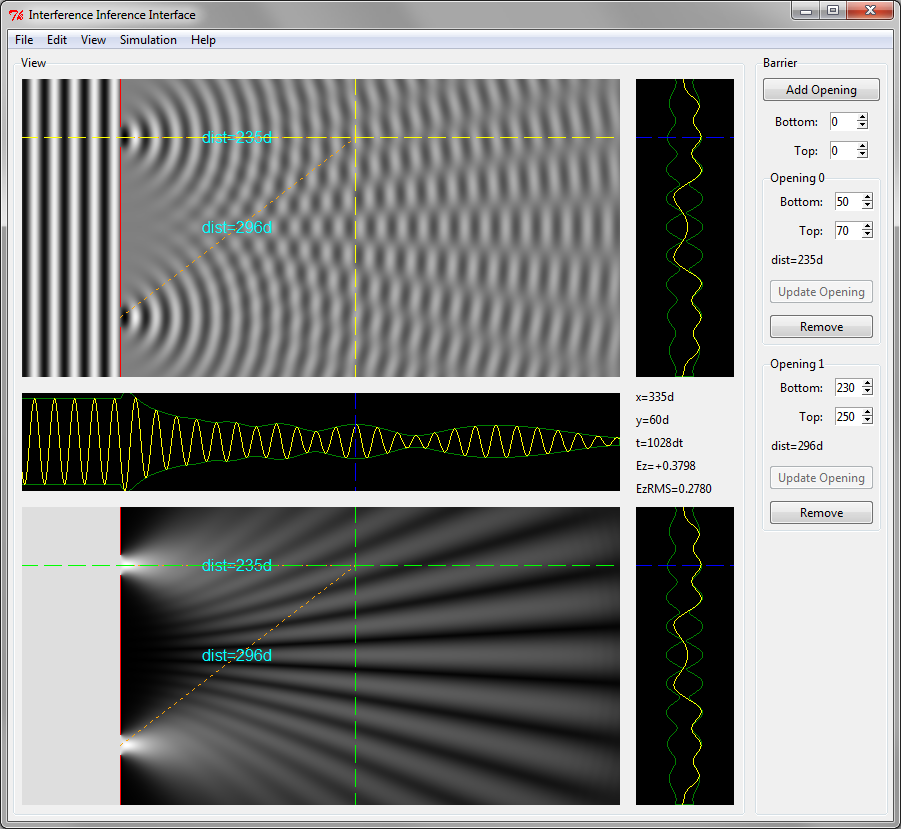 Interference Inference Interface
File Edit View Simulation Help
View
dist=235d
dist=296d
x=335d
y=60d
t=1028dt
Ez=+0.3798
EzRMS=0.2780
dist=235d
dist=296d
Barrier
Add Opening
Bottom: 0
Top: 0
Opening 0
Bottom: 50
Top: 70
dist=235d
Update Opening
Remove
Opening 1
Bottom: 230
Top: 250
dist=296d
Update Opening
Remove